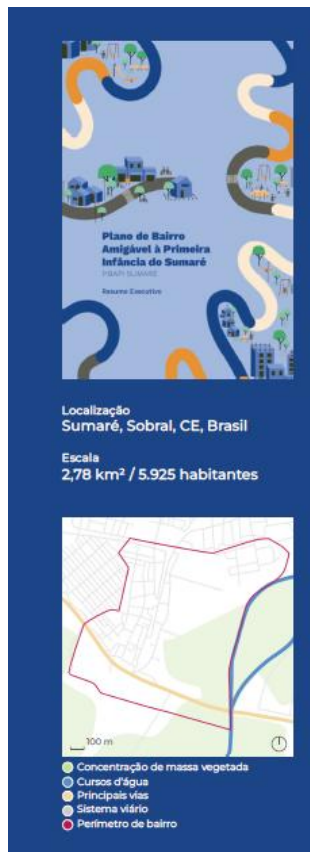 Plano de Bairro
Amigável à Primeira
Infância do Sumaré
PBAPI SUMARÉ
Resumo Executivo
Localização
Sumaré, Sobral, CE, Brasil
Escala
2,78 km² / 5.925 habitantes
100 m
Concentração de massa vegetada
Cursos d'água
Principais vias
Sistema viário
Perímetro de bairro